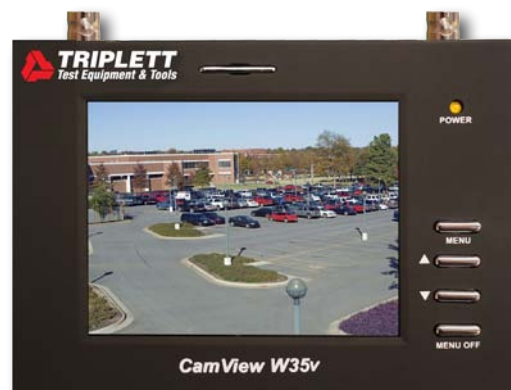 TRIPLETT
Test Equipment & Tools
POWER
MENU
MENU OFF
CamView W35v